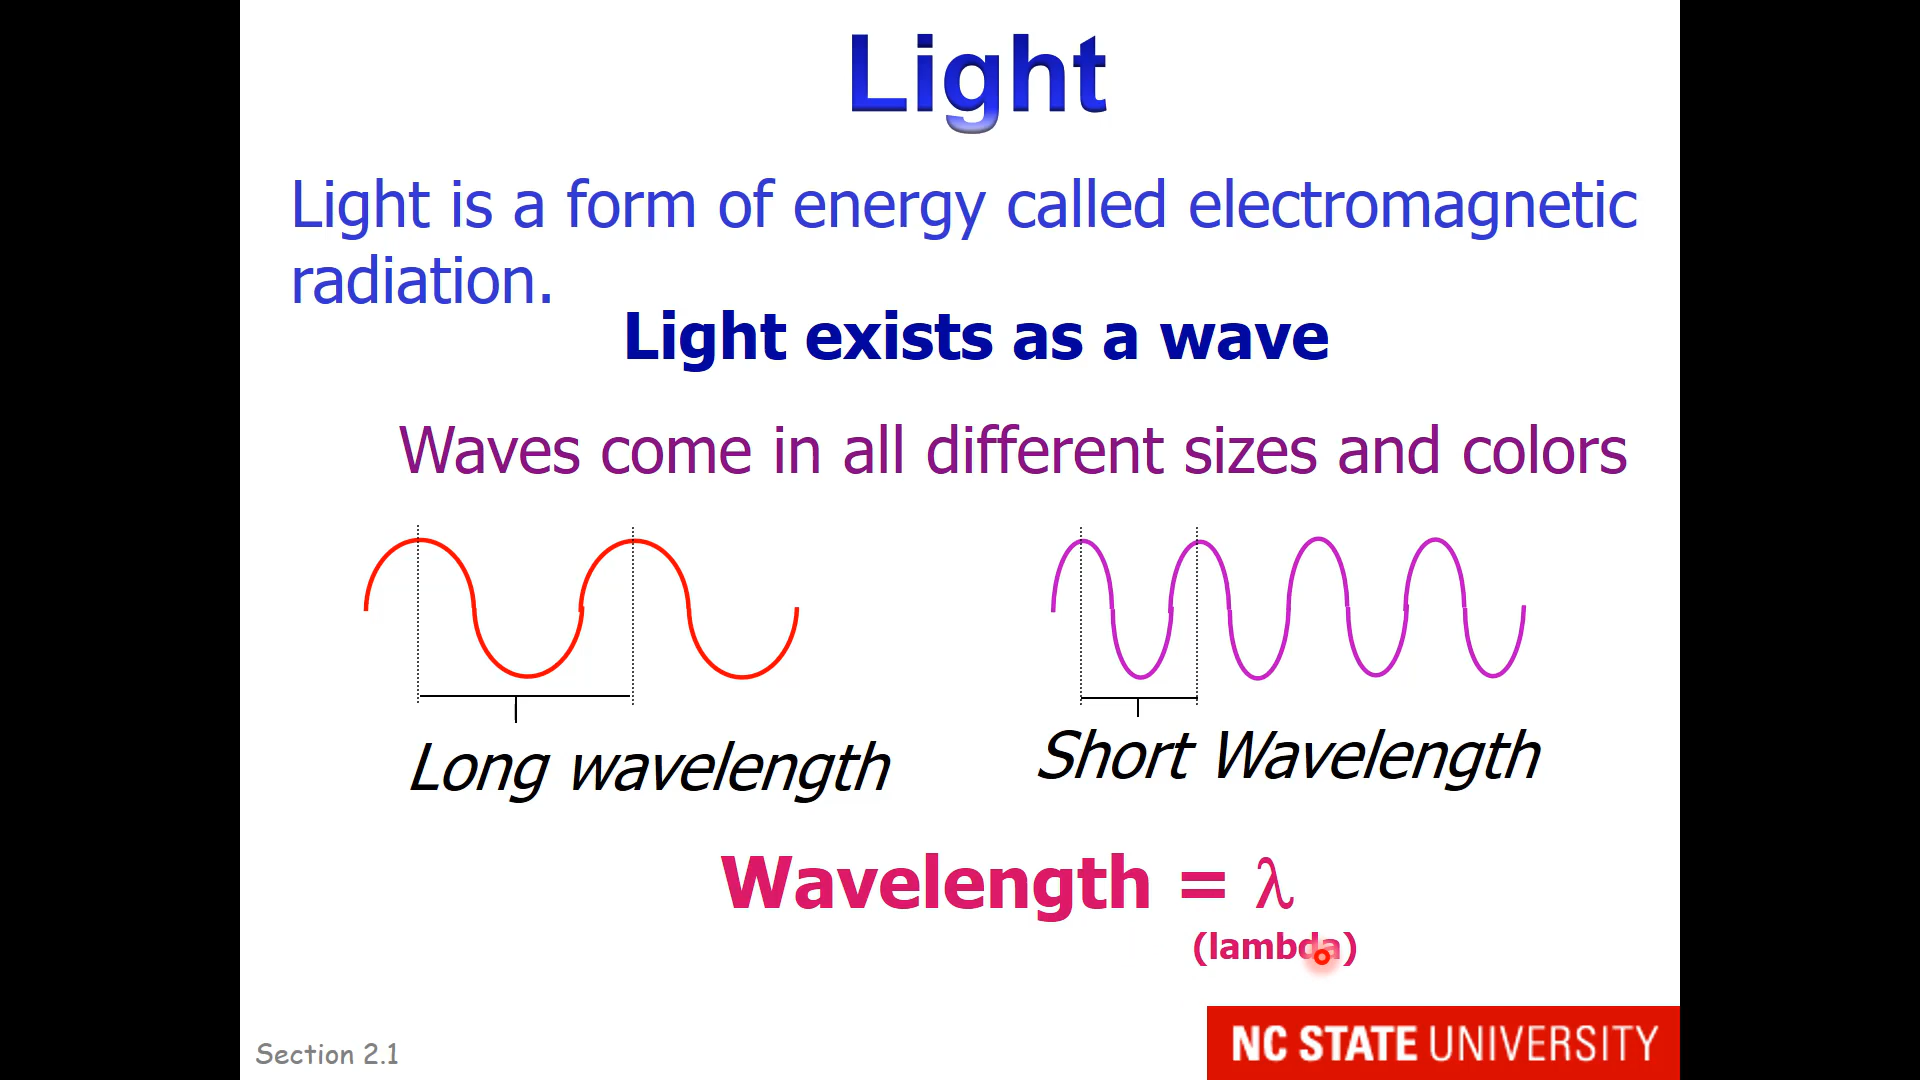 Light
Light is a form of energy called electromagnetic
radiation.
Light exists as a wave
Waves come in all different sizes and colors
Long wavelength
Short Wavelength
Wavelength = λ
(lambda)
Section 2.1
NC STATE UNIVERSITY